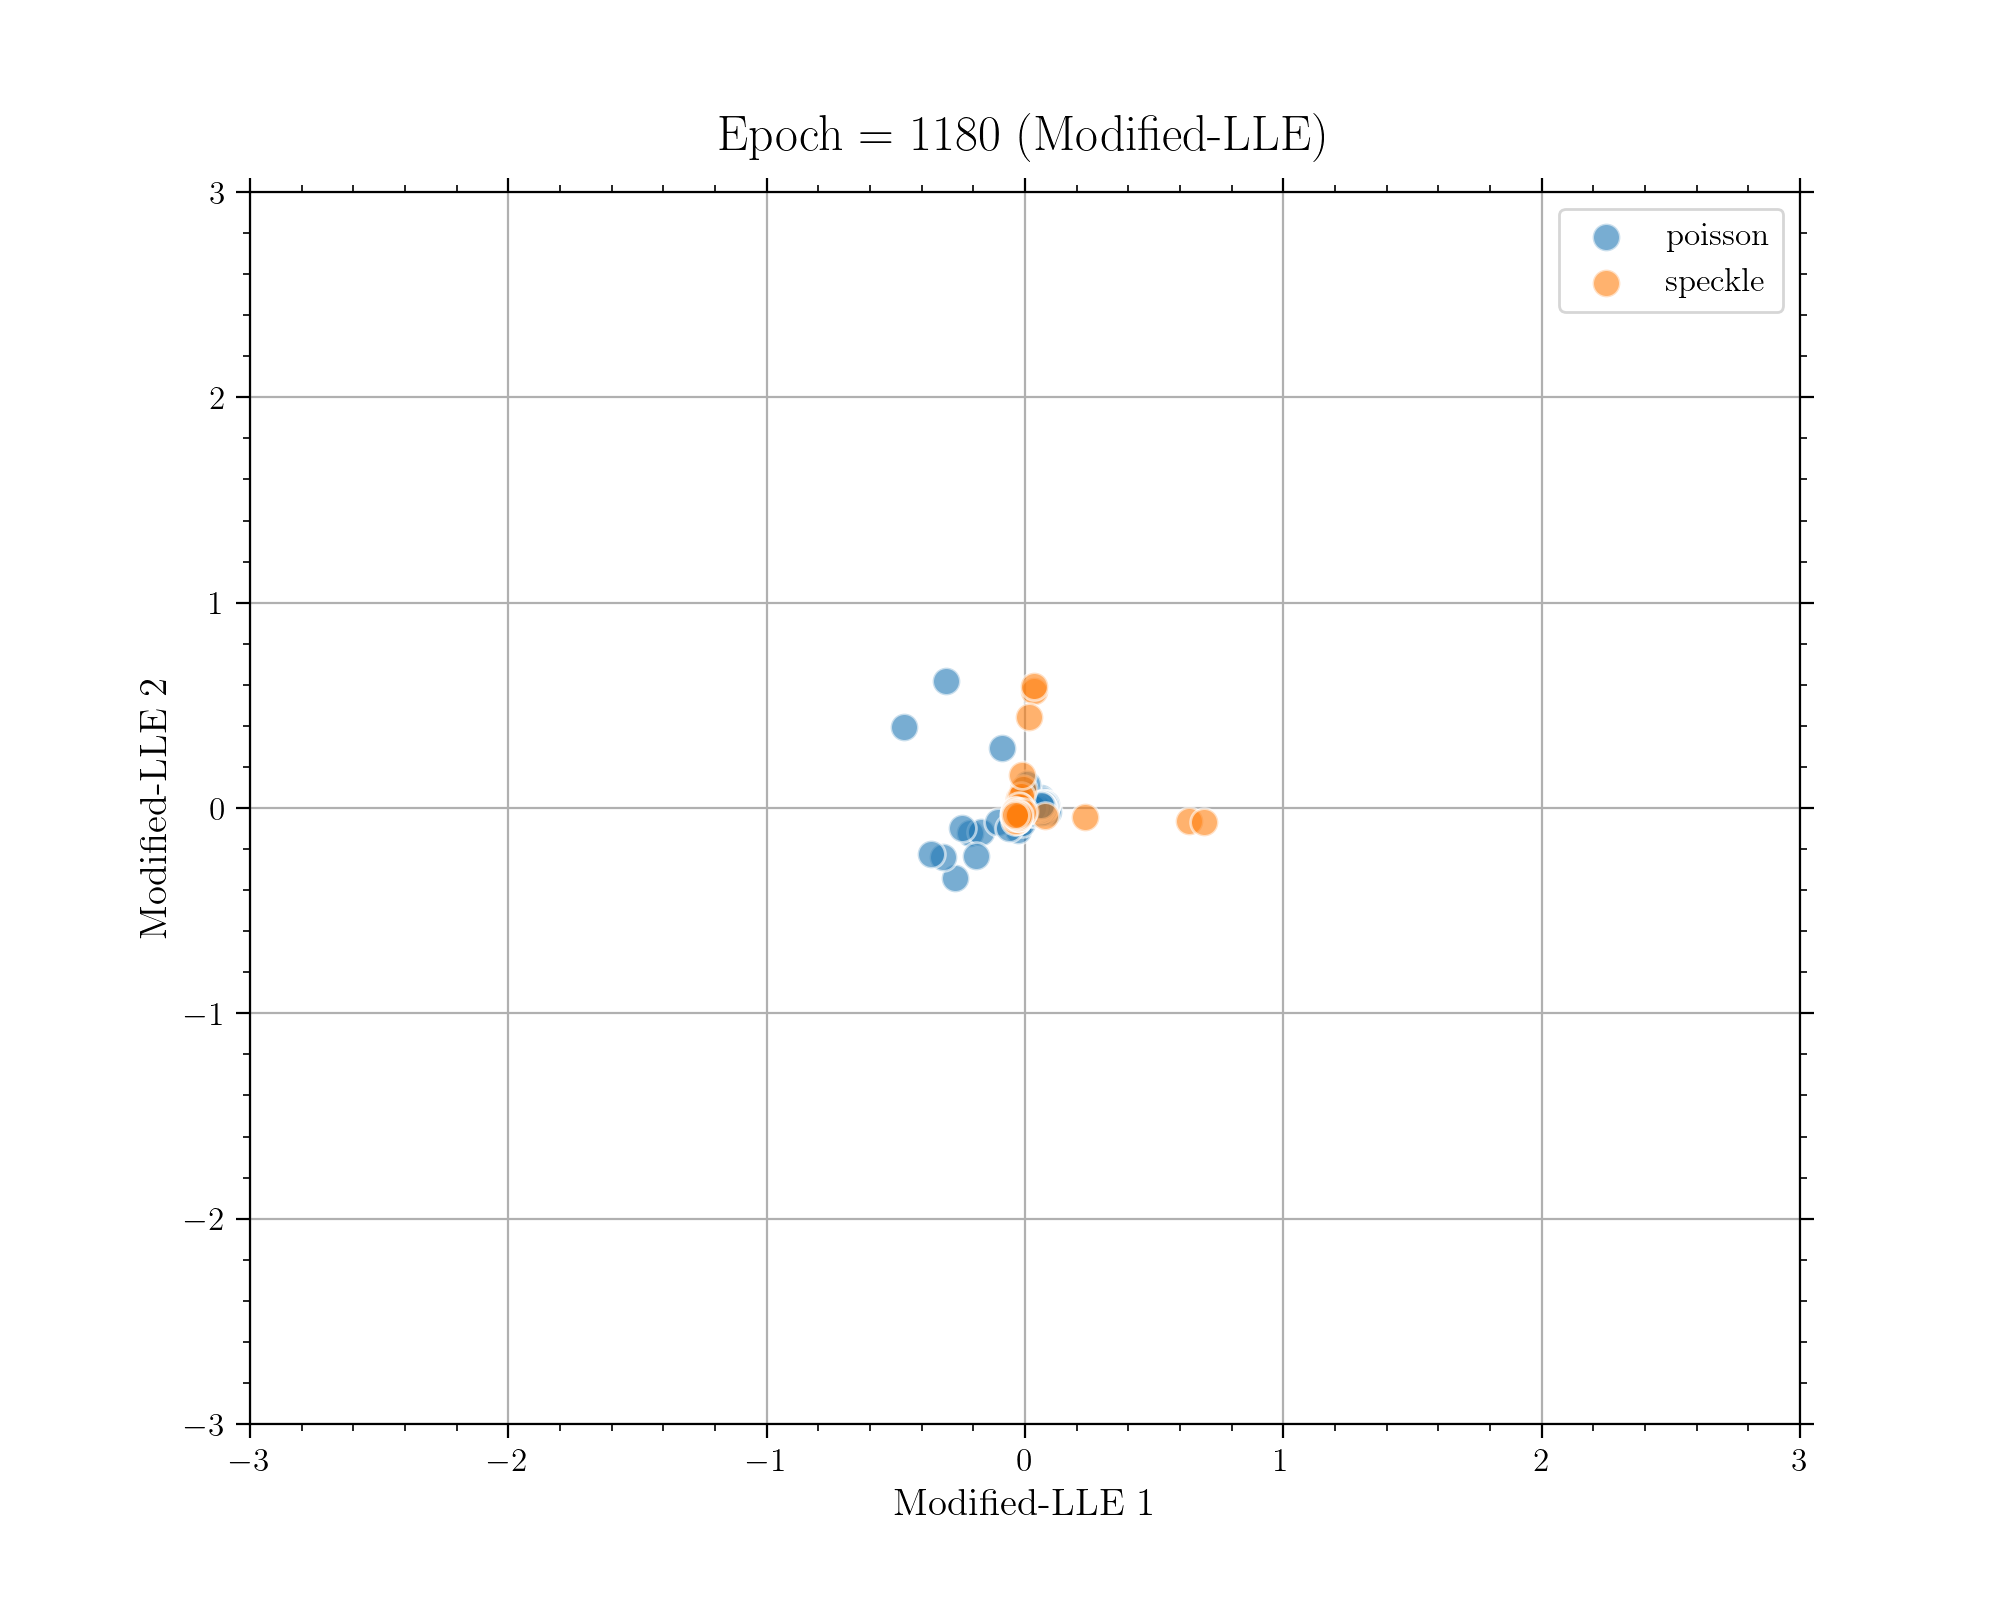 Epoch = 1180 (Modified-LLE)
poisson
speckle
3
2
1
0
−1
−2
−3
Modified-LLE 2
−3
−2
−1
0
1
2
3
Modified-LLE 1